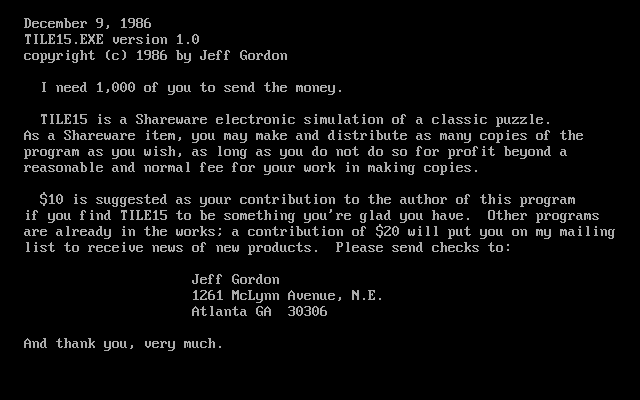 December 9, 1986
TILE15.EXE version 1.0
copyright (c) 1986 by Jeff Gordon
I need 1,000 of you to send the money.
TILE15 is a Shareware electronic simulation of a classic puzzle.
As a Shareware item, you may make and distribute as many copies of the
program as you wish, as long as you do not do so for profit beyond a
reasonable and normal fee for your work in making copies.
$10 is suggested as your contribution to the author of this program
if you find TILE15 to be something you're glad you have.  Other programs
are already in the works; a contribution of $20 will put you on my mailing
list to receive news of new products.  Please send checks to:
Jeff Gordon
1261 McLynn Avenue, N.E.
Atlanta GA  30306
And thank you, very much.